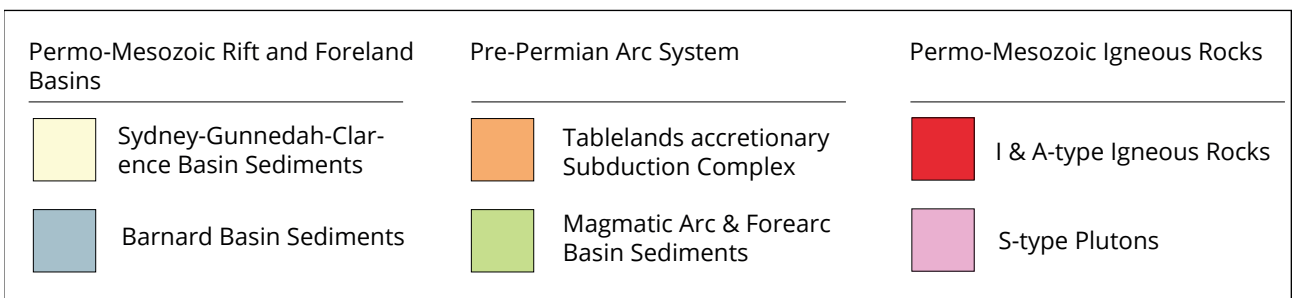 Permo-Mesozoic Rift and Foreland
Basins
Sydney-Gunnedah-Clar-
ence Basin Sediments
Barnard Basin Sediments
Pre-Permian Arc System
Tablelands accretionary
Subduction Complex
Magmatic Arc & Forearc
Basin Sediments
Permo-Mesozoic Igneous Rocks
I & A-type Igneous Rocks
S-type Plutons